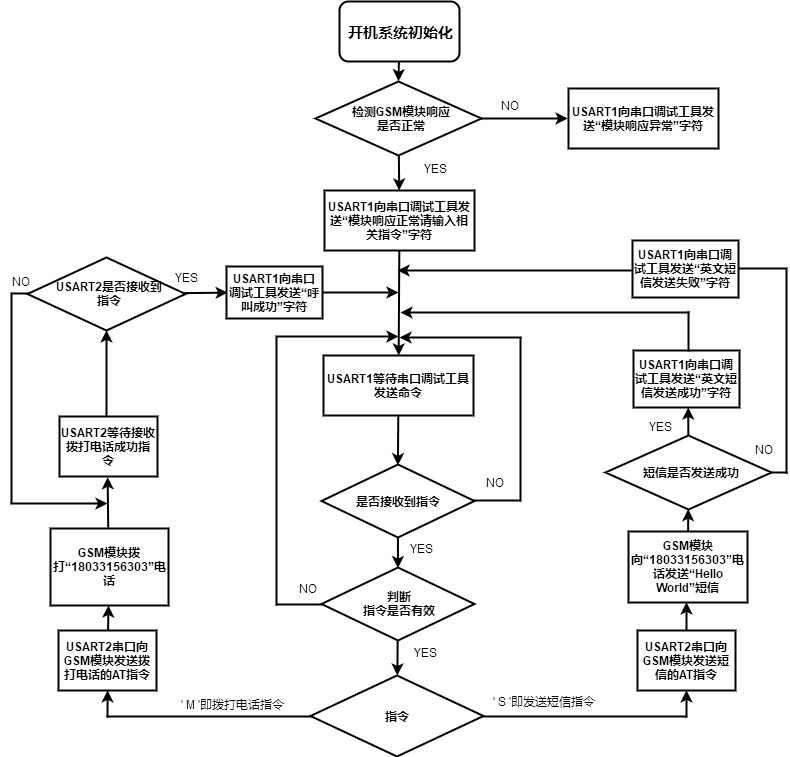 开机系统初始化
检测GSM模块响应
是否正常
NO
USART1向串口调试工具发
送“模块响应异常”字符
YES
USART1向串口调试工具发
送“模块响应正常请输入相
关指令”字符
USART1向串口调
试工具发送“英文短
信发送失败”字符
NO
USART2是否接收到
指令
YES
USART1向串口
调试工具发送“呼
叫成功”字符
USART1等待串口调试工具
发送命令
USART1向串口调
试工具发送“英文短
信发送成功”字符
YES
NO
USART2等待接收
拨打电话成功指
令
短信是否发送成功
是否接收到指令
NO
YES
GSM模块拨
打“18033156303”电
话
GSM模块
向“18033156303”电
话发送“Hello
World”短信
NO
判断
指令是否有效
YES
USART2串口向
GSM模块发送拨
打电话的AT指令
USART2串口向
GSM模块发送短
信的AT指令
' M '即拨打电话指令
指令
' S '即发送短信指令